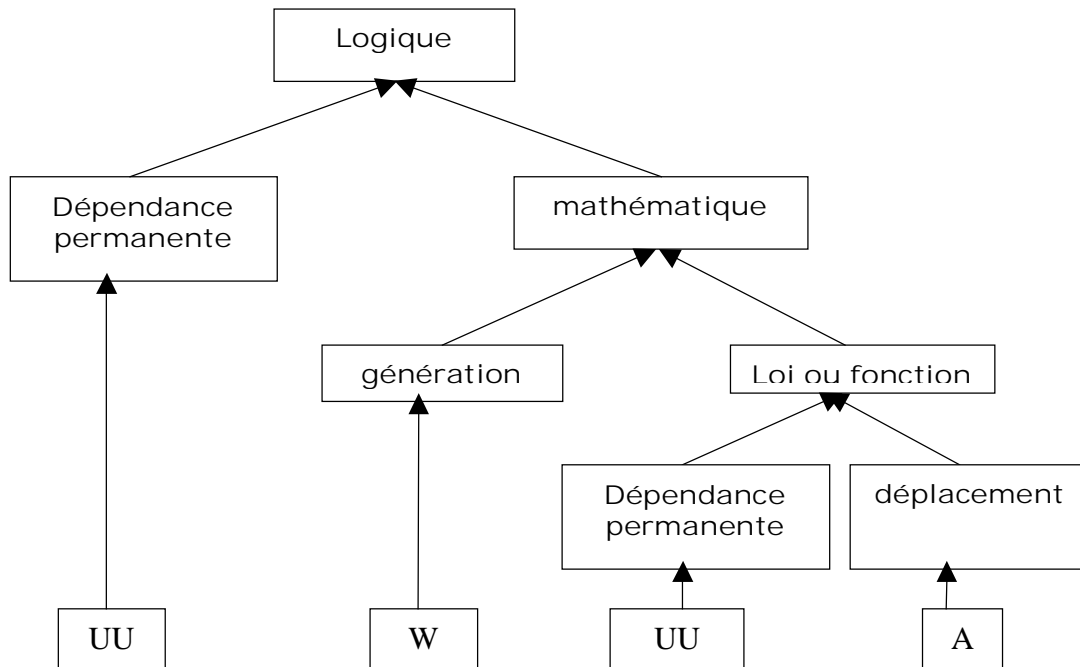 Logique
Dépendance
permanente
mathématique
génération
Loi ou fonction
Dépendance
permanente
déplacement
UU
W
UU
A